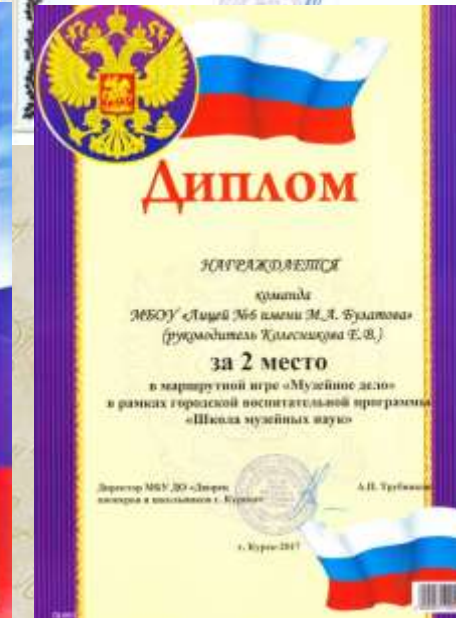 Диплом
НАГРАЖДАЕТСЯ
команда
МБОУ «Лицей №6 имени М.А. Булатова»
(руководитель Колесникова Е.В.)
за 2 место
в маршрутной игре «Музейное дело»
в рамках городской воспитательной программы
«Школа музейных наук»
Директор МБУ ДО «Дворец
пионеров и школьников г. Курска»
г. Курск-2017